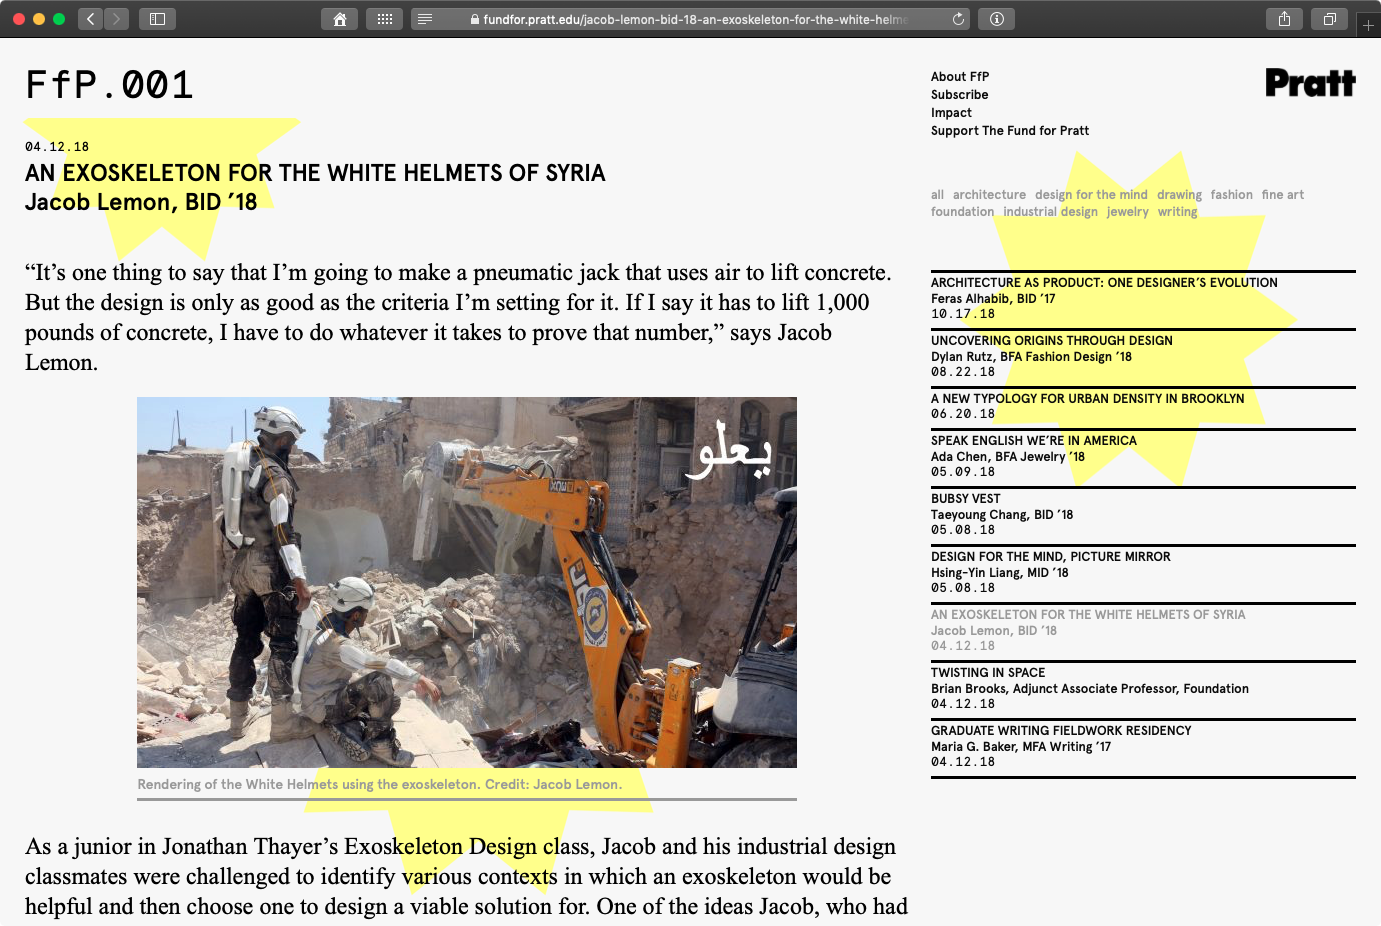 fundfor.pratt.edu/jacob-lemon-bid-18-an-exoskeleton-for-the-white-helme
FfP.001
04.12.18
AN EXOSKELETON FOR THE WHITE HELMETS OF SYRIA
Jacob Lemon, BID ’18
“It’s one thing to say that I’m going to make a pneumatic jack that uses air to lift concrete.
But the design is only as good as the criteria I’m setting for it. If I say it has to lift 1,000
pounds of concrete, I have to do whatever it takes to prove that number,” says Jacob
Lemon.
يعلو
JCB
JCB
Rendering of the White Helmets using the exoskeleton. Credit: Jacob Lemon.
As a junior in Jonathan Thayer’s Exoskeleton Design class, Jacob and his industrial design
classmates were challenged to identify various contexts in which an exoskeleton would be
helpful and then choose one to design a viable solution for. One of the ideas Jacob, who had
About FfP
Subscribe
Impact
Support The Fund for Pratt
Pratt
all architecture design for the mind drawing fashion fine art
foundation industrial design jewelry writing
ARCHITECTURE AS PRODUCT: ONE DESIGNER’S EVOLUTION
Feras Alhabib, BID ’17
10.17.18
UNCOVERING ORIGINS THROUGH DESIGN
Dylan Rutz, BFA Fashion Design ’18
08.22.18
A NEW TYPOLOGY FOR URBAN DENSITY IN BROOKLYN
06.20.18
SPEAK ENGLISH WE’RE IN AMERICA
Ada Chen, BFA Jewelry ’18
05.09.18
BUBSY VEST
Taeyoung Chang, BID ’18
05.08.18
DESIGN FOR THE MIND, PICTURE MIRROR
Hsing-Yin Liang, MID ’18
05.08.18
AN EXOSKELETON FOR THE WHITE HELMETS OF SYRIA
Jacob Lemon, BID ’18
04.12.18
TWISTING IN SPACE
Brian Brooks, Adjunct Associate Professor, Foundation
04.12.18
GRADUATE WRITING FIELDWORK RESIDENCY
Maria G. Baker, MFA Writing ’17
04.12.18